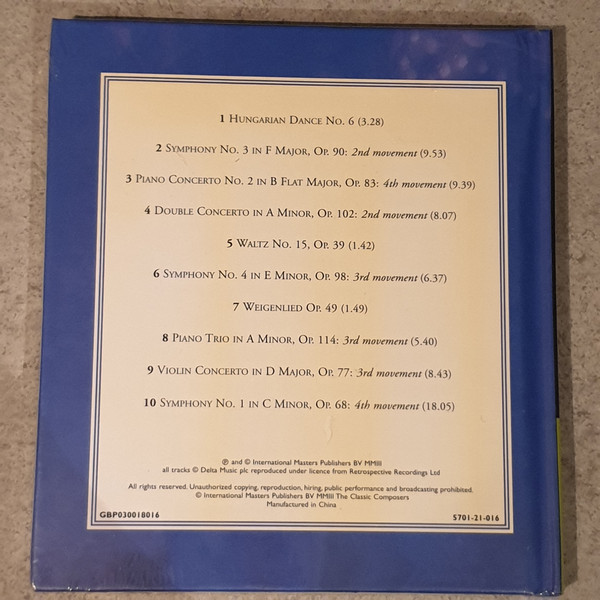 1 Hungarian Dance No. 6 (3.28)
2 Symphony No. 3 in F Major, Op. 90: 2nd movement (9.53)
3 Piano Concerto No. 2 in B Flat Major, Op. 83: 4th movement (9.39)
4 Double Concerto in A Minor, Op. 102: 2nd movement (8.07)
5 Waltz No. 15, Op. 39 (1.42)
6 Symphony No. 4 in E Minor, Op. 98: 3rd movement (6.37)
7 Weigenlied Op. 49 (1.49)
8 Piano Trio in A Minor, Op. 114: 3rd movement (5.40)
9 Violin Concerto in D Major, Op. 77: 3rd movement (8.43)
10 Symphony No. 1 in C Minor, Op. 68: 4th movement (18.05)
℗ and © International Masters Publishers BV MMIII
all tracks © Delta Music plc reproduced under licence from Retrospective Recordings Ltd
All rights reserved. Unauthorized copying, reproduction, hiring, public performance and broadcasting prohibited.
© International Masters Publishers BV MMIII The Classic Composers
Manufactured in China
GBP030018016 5701-21-016